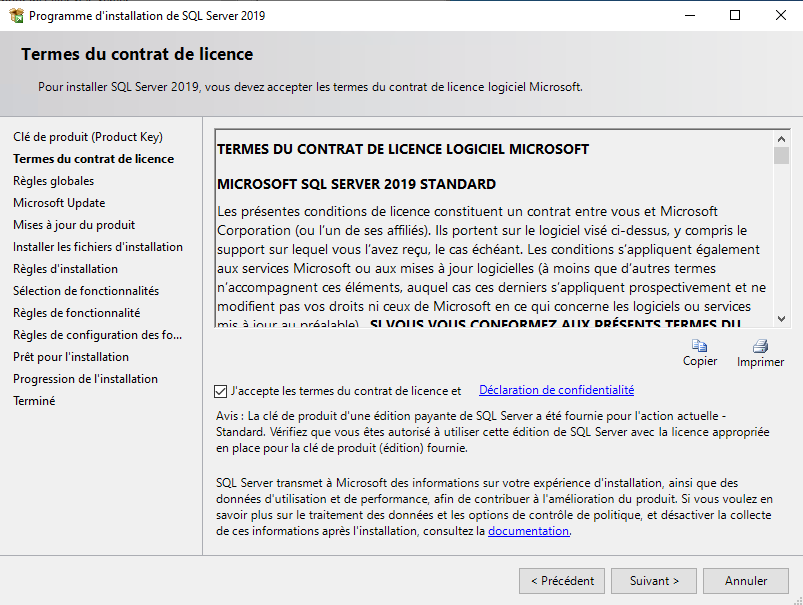 Programme d'installation de SQL Server 2019
Termes du contrat de licence
Pour installer SQL Server 2019, vous devez accepter les termes du contrat de licence logiciel Microsoft.
Clé de produit (Product Key)
Termes du contrat de licence
Règles globales
Microsoft Update
Mises à jour du produit
Installer les fichiers d'installation
Règles d'installation
Sélection de fonctionnalités
Règles de fonctionnalité
Règles de configuration des fo...
Prêt pour l'installation
Progression de l'installation
Terminé
TERMES DU CONTRAT DE LICENCE LOGICIEL MICROSOFT
MICROSOFT SQL SERVER 2019 STANDARD
Les présentes conditions de licence constituent un contrat entre vous et Microsoft
Corporation (ou l'un de ses affiliés). Ils portent sur le logiciel visé ci-dessus, y compris le
support sur lequel vous l'avez reçu, le cas échéant. Les conditions s'appliquent également
aux services Microsoft ou aux mises à jour logicielles (à moins que d'autres termes
n'accompagnent ces éléments, auquel cas ces derniers s'appliquent prospectivement et ne
modifient pas vos droits ni ceux de Microsoft en ce qui concerne les logiciels ou services
mis à jour au préalable). SI VOUS VOUS CONFORMEZ AUX PRÉSENTS TERMES DU
Copier
Imprimer
J'accepte les termes du contrat de licence et Déclaration de confidentialité
Avis : La clé de produit d'une édition payante de SQL Server a été fournie pour l'action actuelle -
Standard. Vérifiez que vous êtes autorisé à utiliser cette édition de SQL Server avec la licence appropriée
en place pour la clé de produit (édition) fournie.
SQL Server transmet à Microsoft des informations sur votre expérience d'installation, ainsi que des
données d'utilisation et de performance, afin de contribuer à l'amélioration du produit. Si vous voulez en
savoir plus sur le traitement des données et les options de contrôle de politique, et désactiver la collecte
de ces informations après l'installation, consultez la documentation.
< Précédent
Suivant >
Annuler